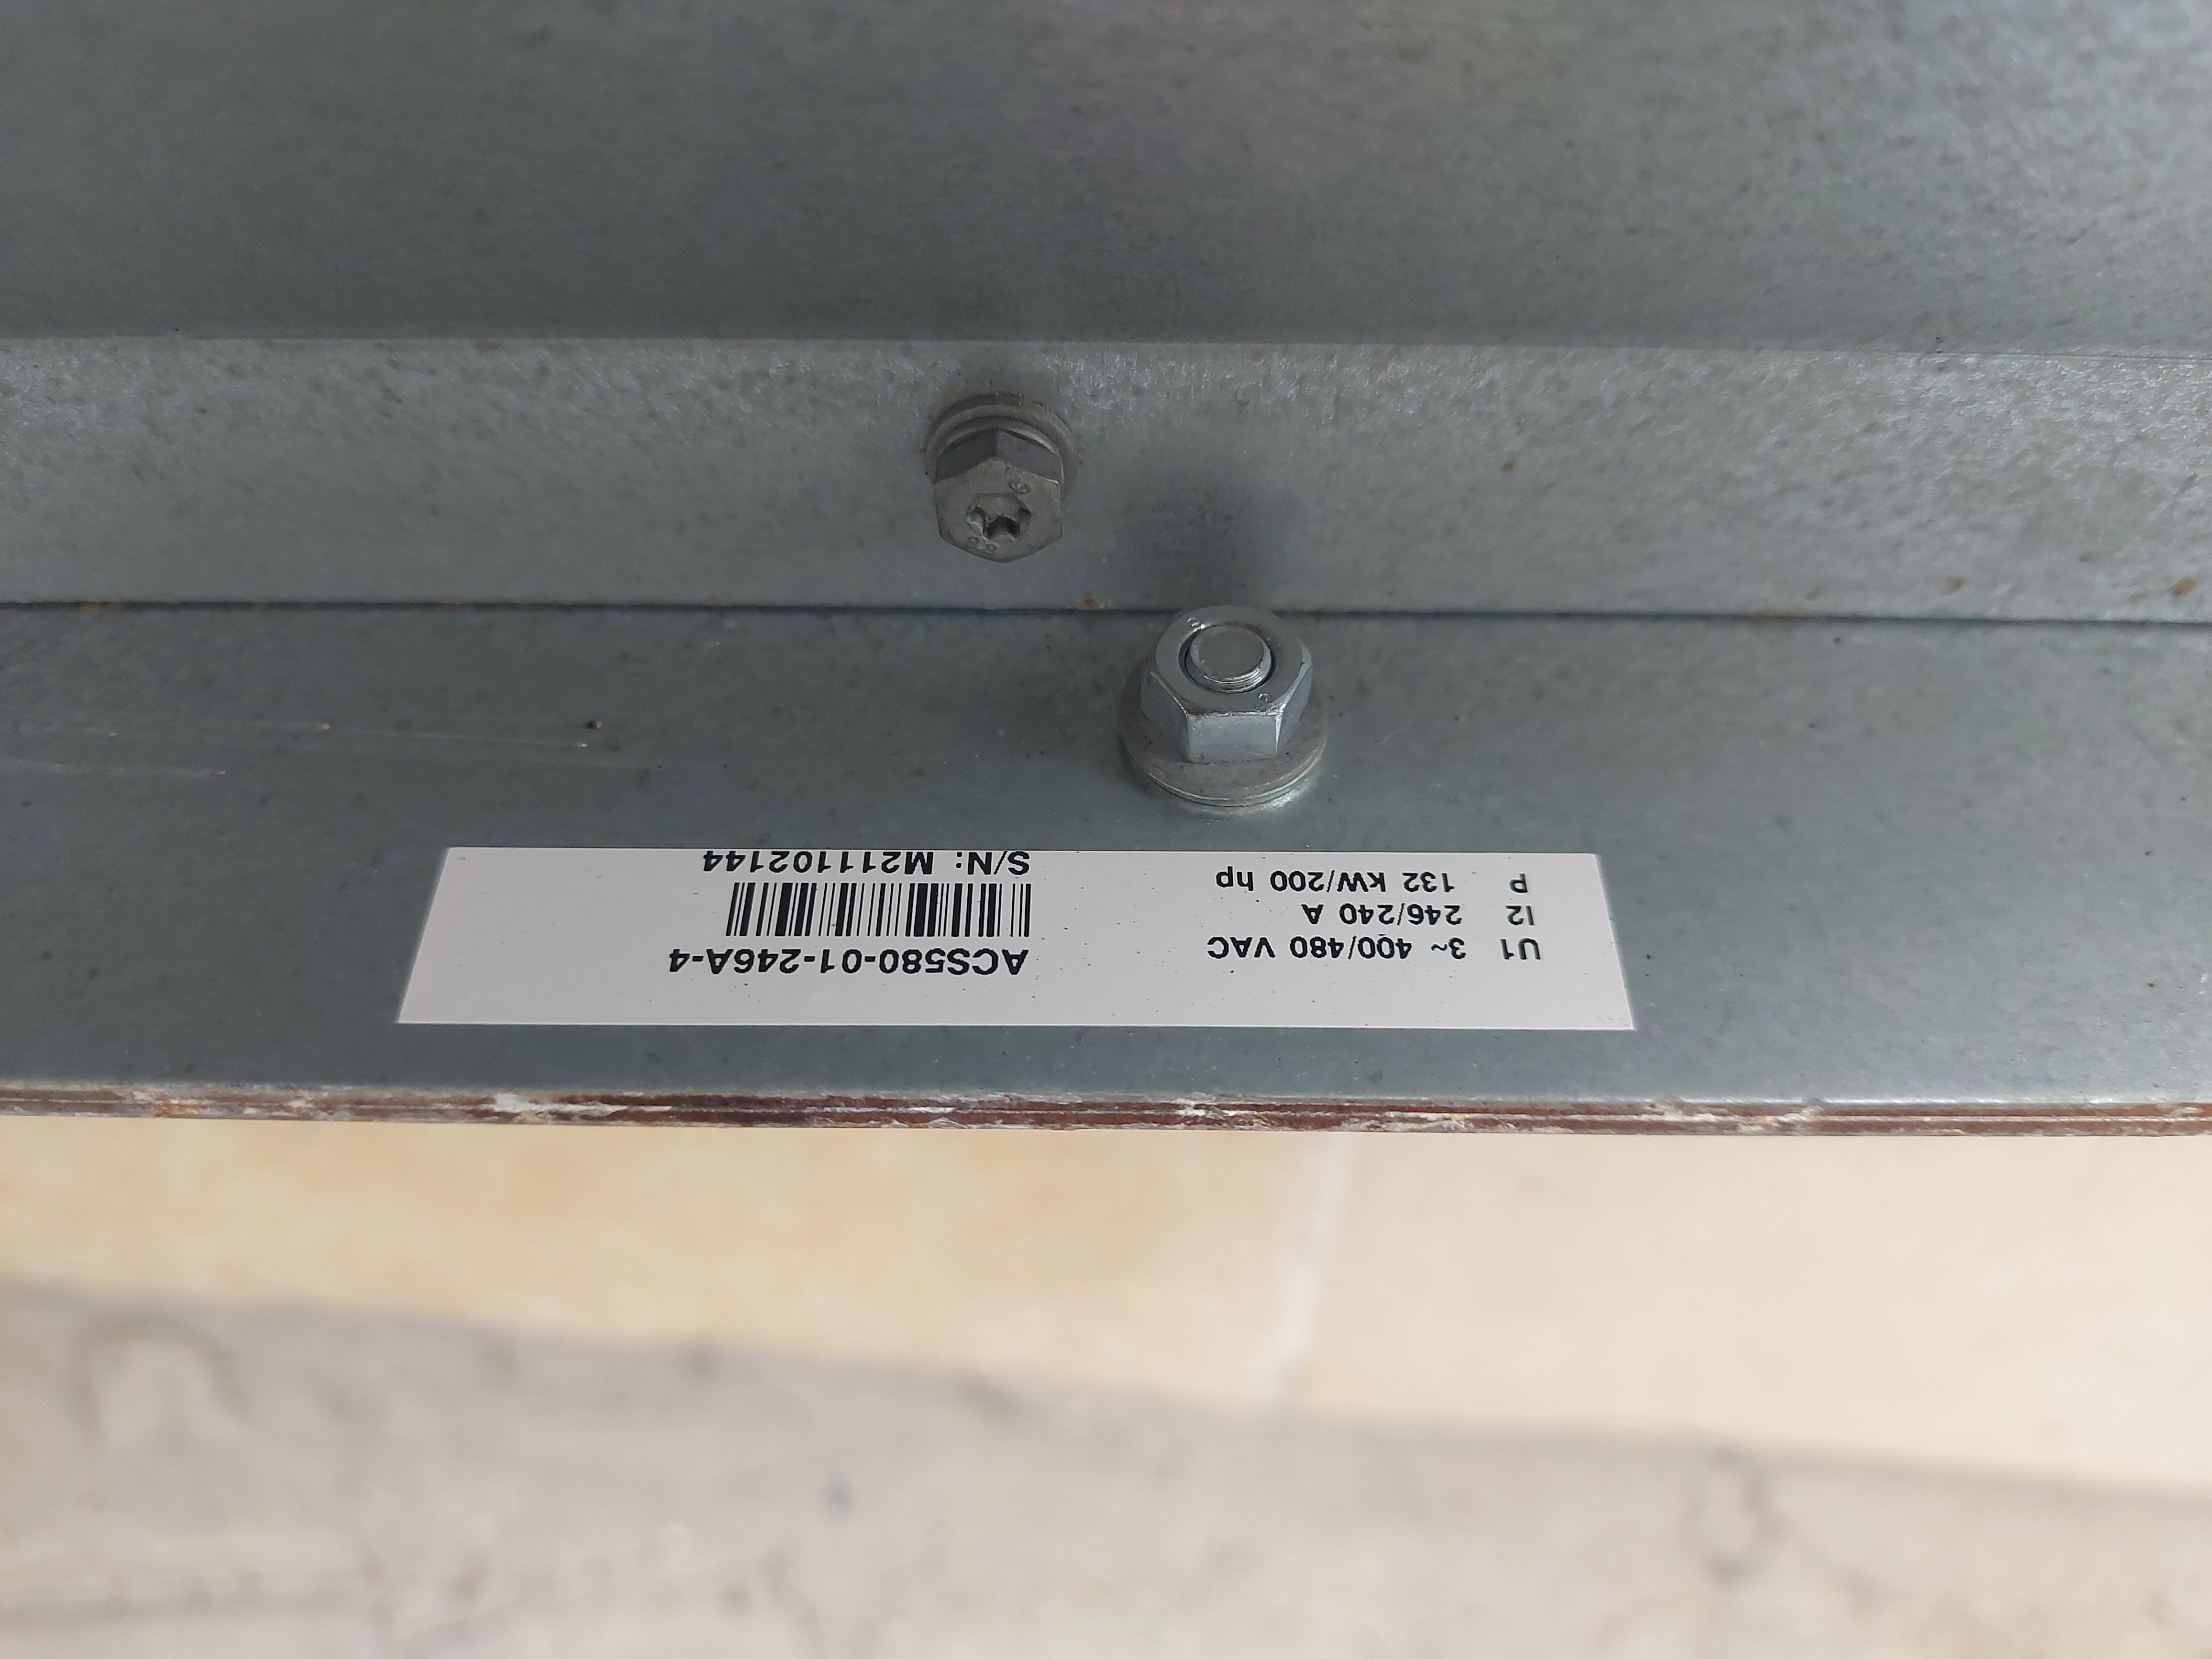 U1 3~ 400/480 VAC
I2 246/240 A
P 132 kW/200 hp
ACS580-01-246A-4
S/N: M211102144